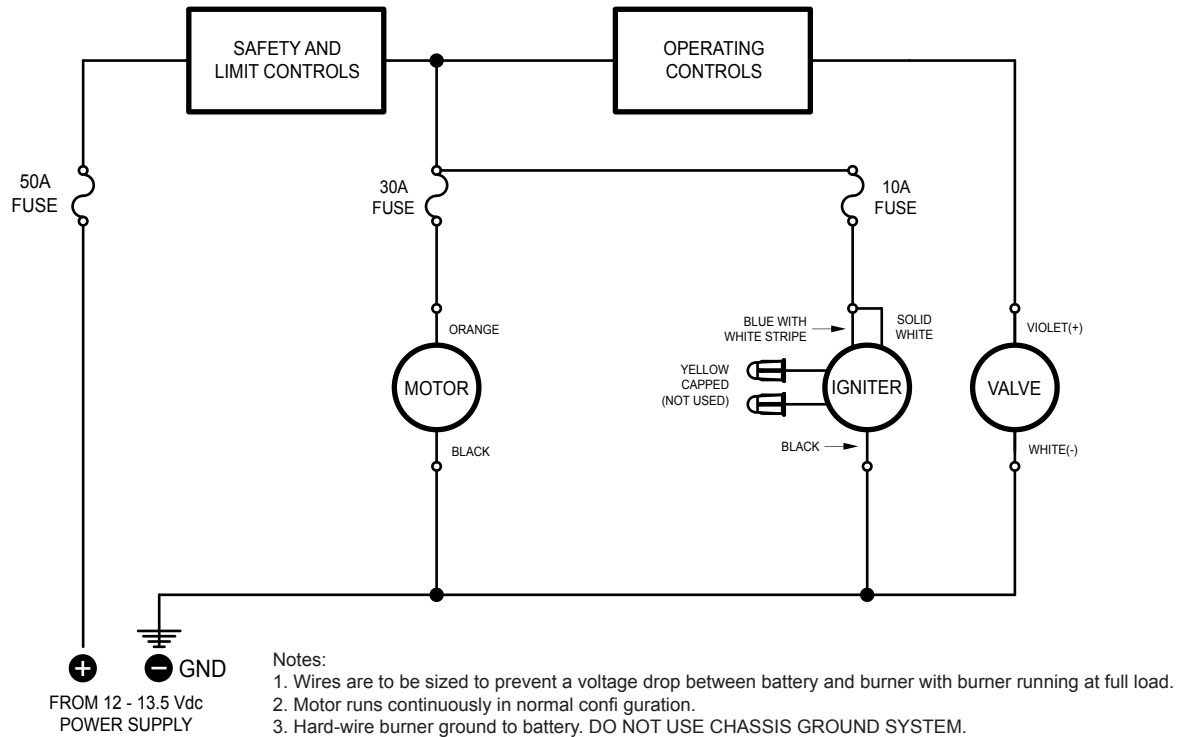 SAFETY AND
LIMIT CONTROLS
OPERATING
CONTROLS
50A
FUSE
30A
FUSE
10A
FUSE
ORANGE
BLUE WITH
WHITE STRIPE
SOLID
WHITE
VIOLET(+)
YELLOW
CAPPED
(NOT USED)
MOTOR
IGNITER
VALVE
BLACK
BLACK
WHITE(-)
+
-
GND
FROM 12 - 13.5 Vdc
POWER SUPPLY
Notes:
1. Wires are to be sized to prevent a voltage drop between battery and burner with burner running at full load.
2. Motor runs continuously in normal confi guration.
3. Hard-wire burner ground to battery. DO NOT USE CHASSIS GROUND SYSTEM.